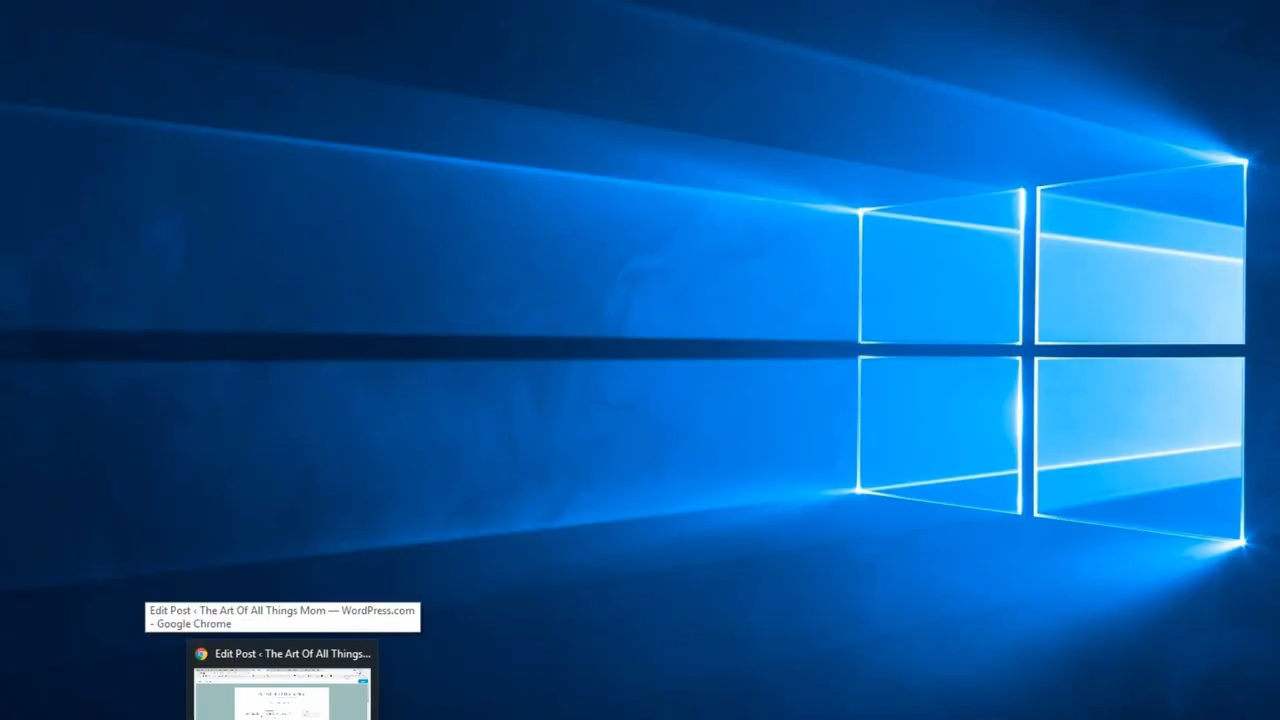 Edit Post ‹ The Art Of All Things Mom — WordPress.com
- Google Chrome
Edit Post ‹ The Art Of All Things...